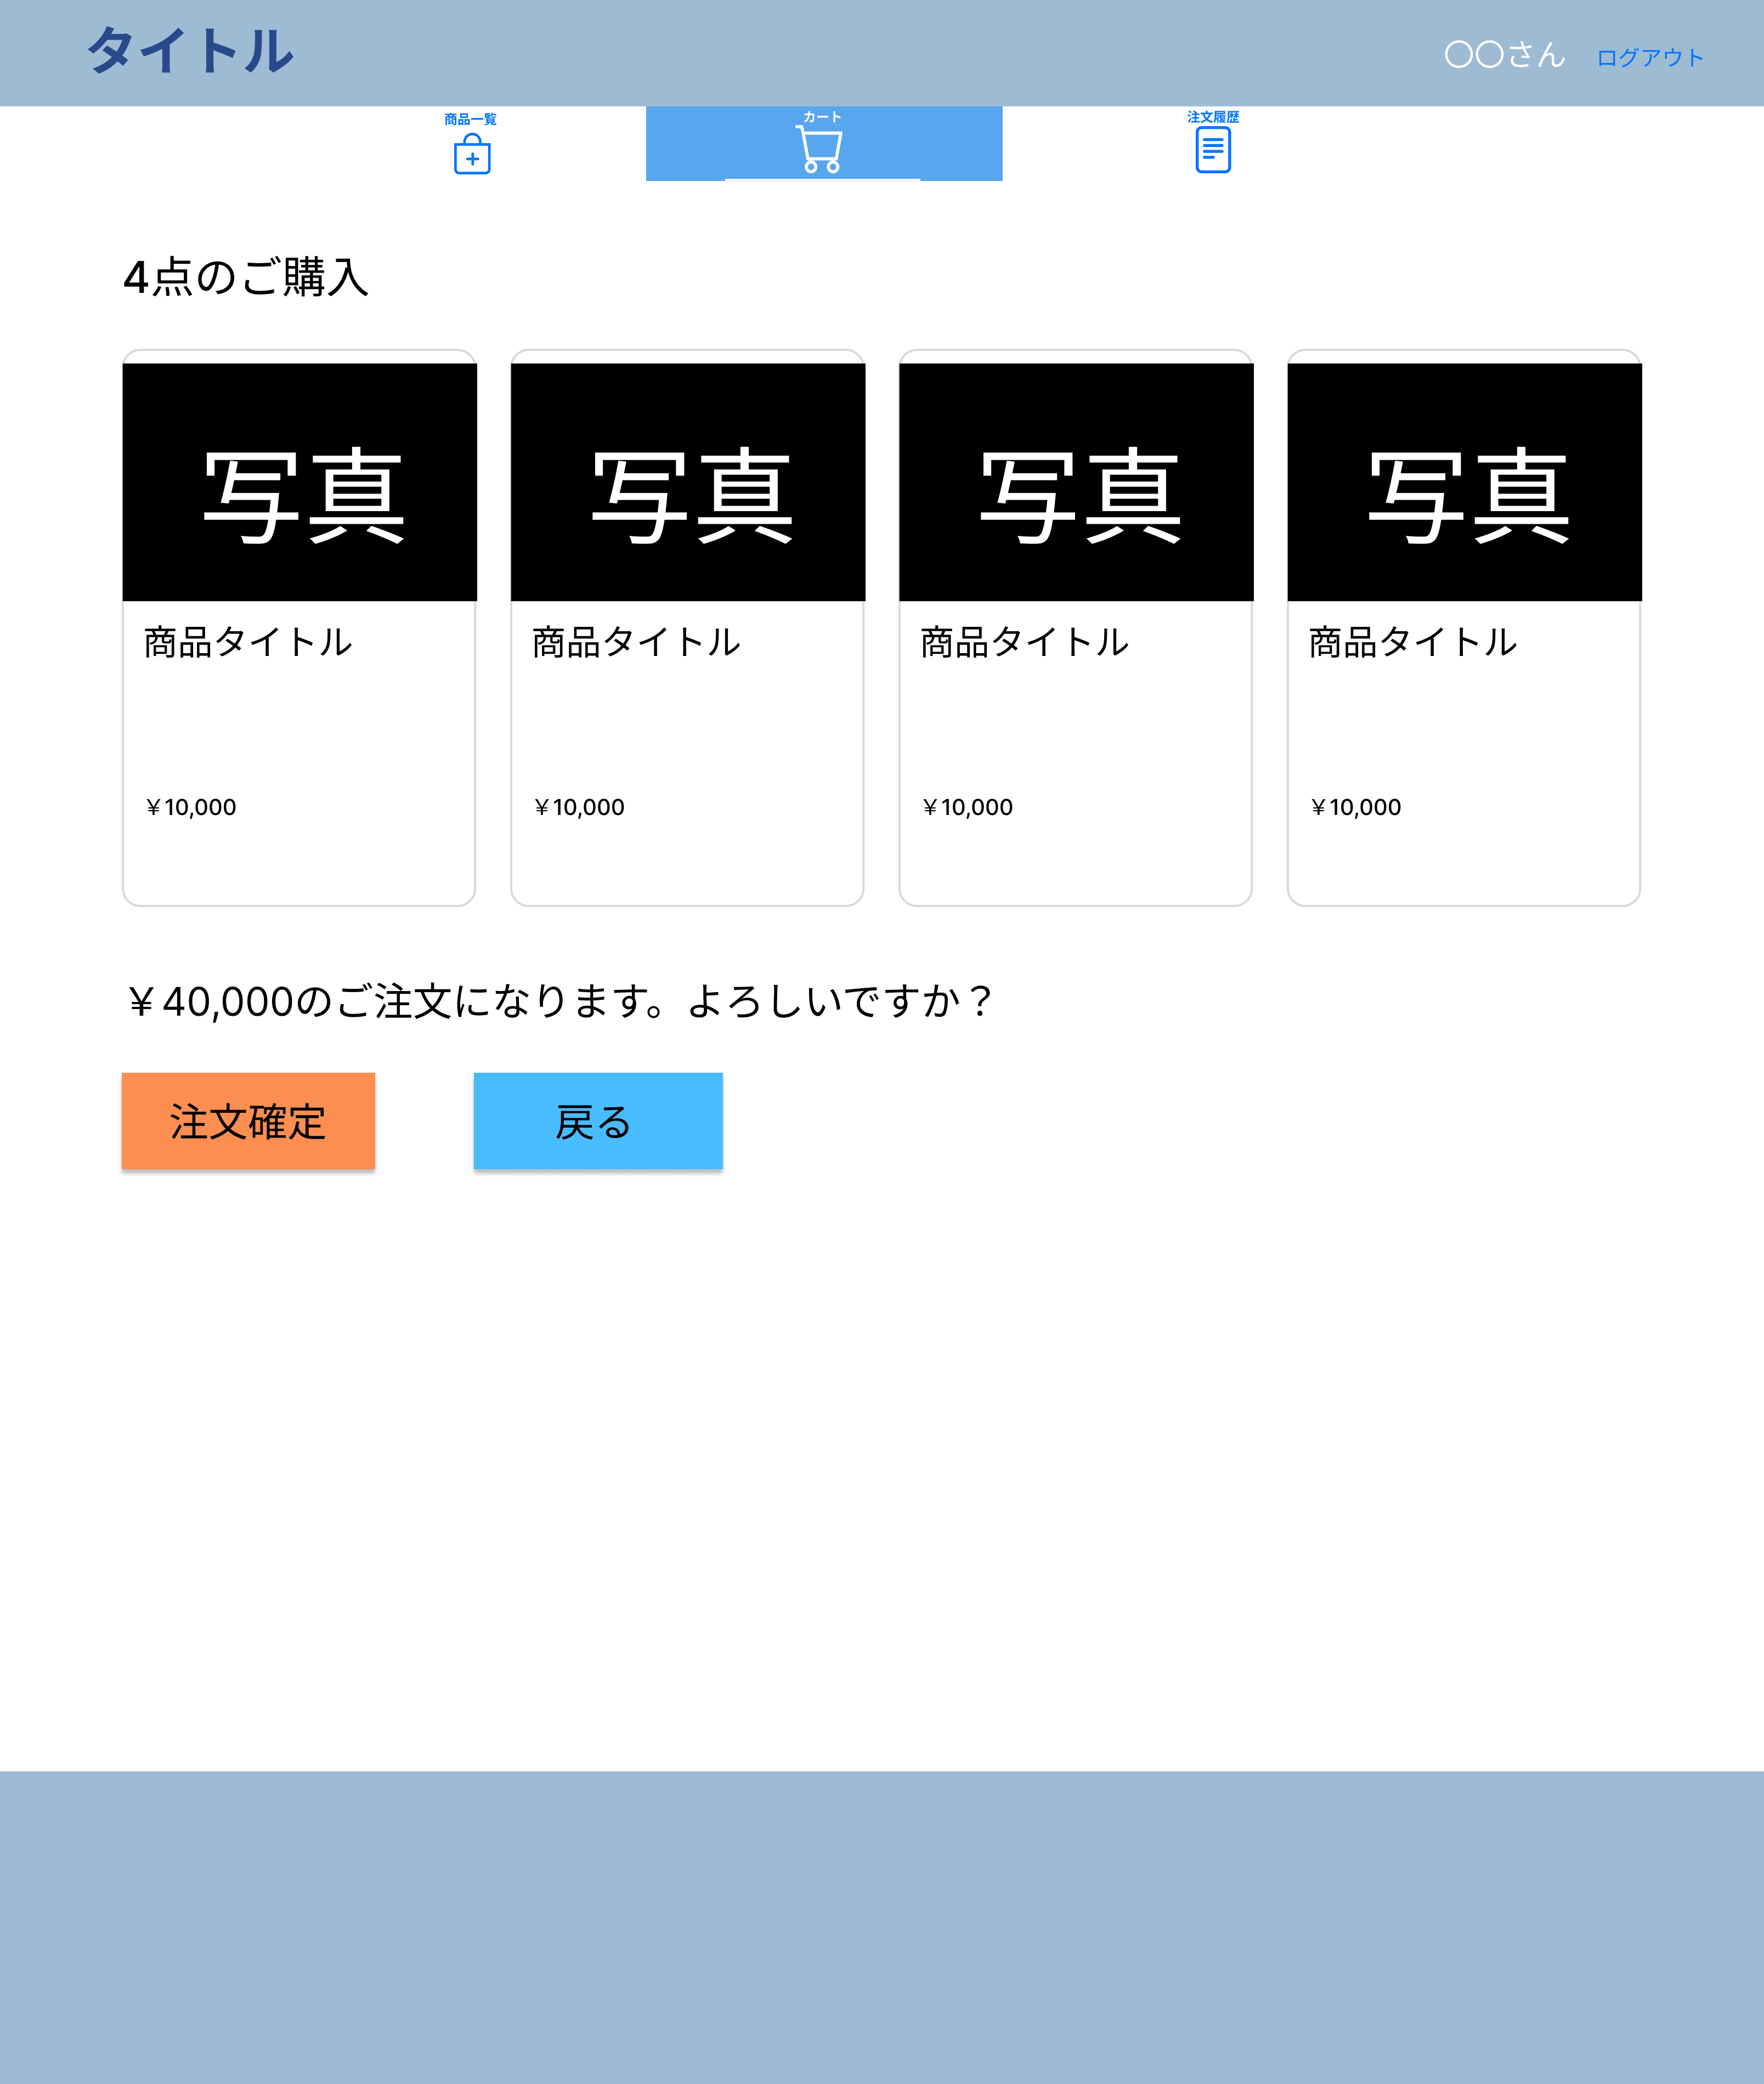 タイトル
〇〇さん ログアウト
商品一覧 カート 注文履歴
4点のご購入
写真 写真 写真 写真
商品タイトル 商品タイトル 商品タイトル 商品タイトル
￥10,000 ￥10,000 ￥10,000 ￥10,000
￥40,000のご注文になります。よろしいですか？
注文確定 戻る